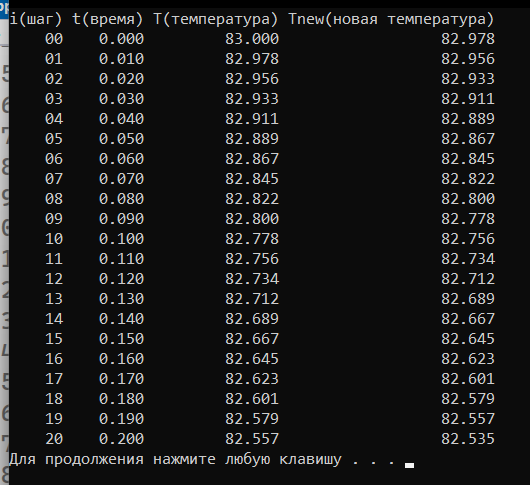 i(шаг) t(время) T(температура) Tnew(новая температура)
00 0.000 83.000 82.978
01 0.010 82.978 82.956
02 0.020 82.956 82.933
03 0.030 82.933 82.911
04 0.040 82.911 82.889
05 0.050 82.889 82.867
06 0.060 82.867 82.845
07 0.070 82.845 82.822
08 0.080 82.822 82.800
09 0.090 82.800 82.778
10 0.100 82.778 82.756
11 0.110 82.756 82.734
12 0.120 82.734 82.712
13 0.130 82.712 82.689
14 0.140 82.689 82.667
15 0.150 82.667 82.645
16 0.160 82.645 82.623
17 0.170 82.623 82.601
18 0.180 82.601 82.579
19 0.190 82.579 82.557
20 0.200 82.557 82.535
Для продолжения нажмите любую клавишу . . .